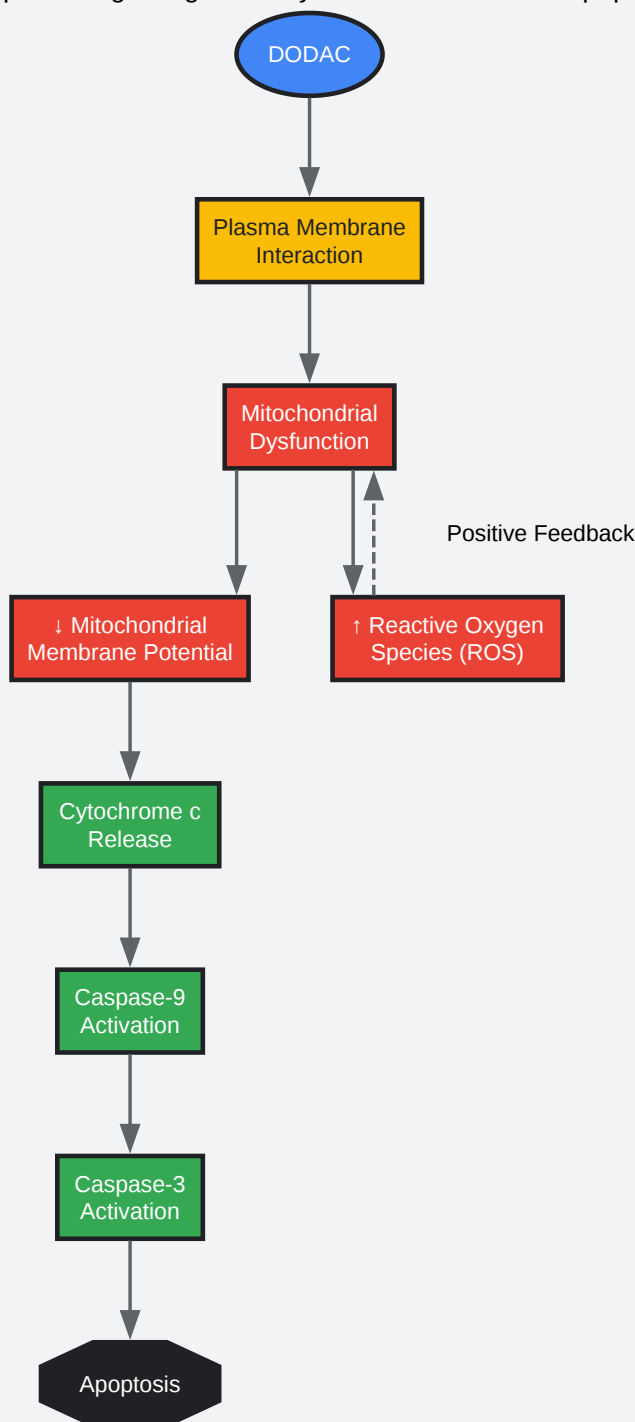 DODAC
Plasma Membrane
Interaction
Mitochondrial
Dysfunction
Positive Feedback
↓ Mitochondrial
Membrane Potential
↑ Reactive Oxygen
Species (ROS)
Cytochrome c
Release
Caspase-9
Activation
Caspase-3
Activation
Apoptosis